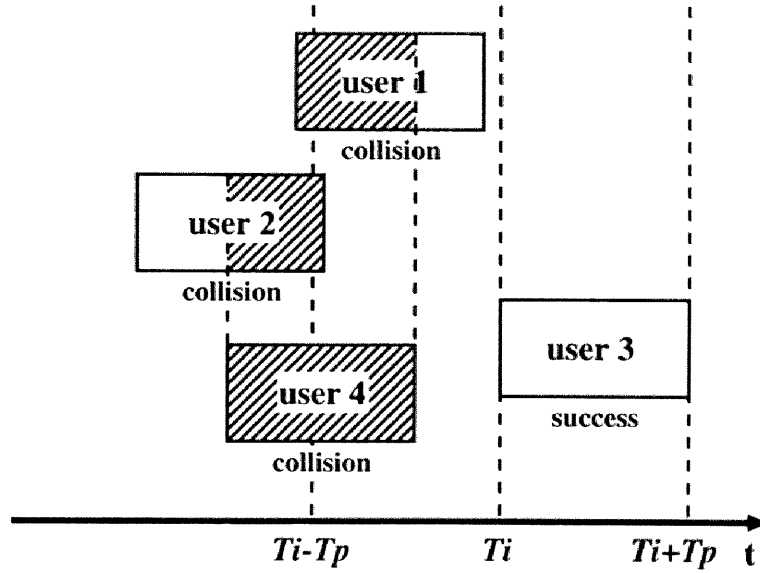 user 1
collision
user 2
collision
user 3
success
user 4
collision
Ti-Tp
Ti
Ti+Tp
t